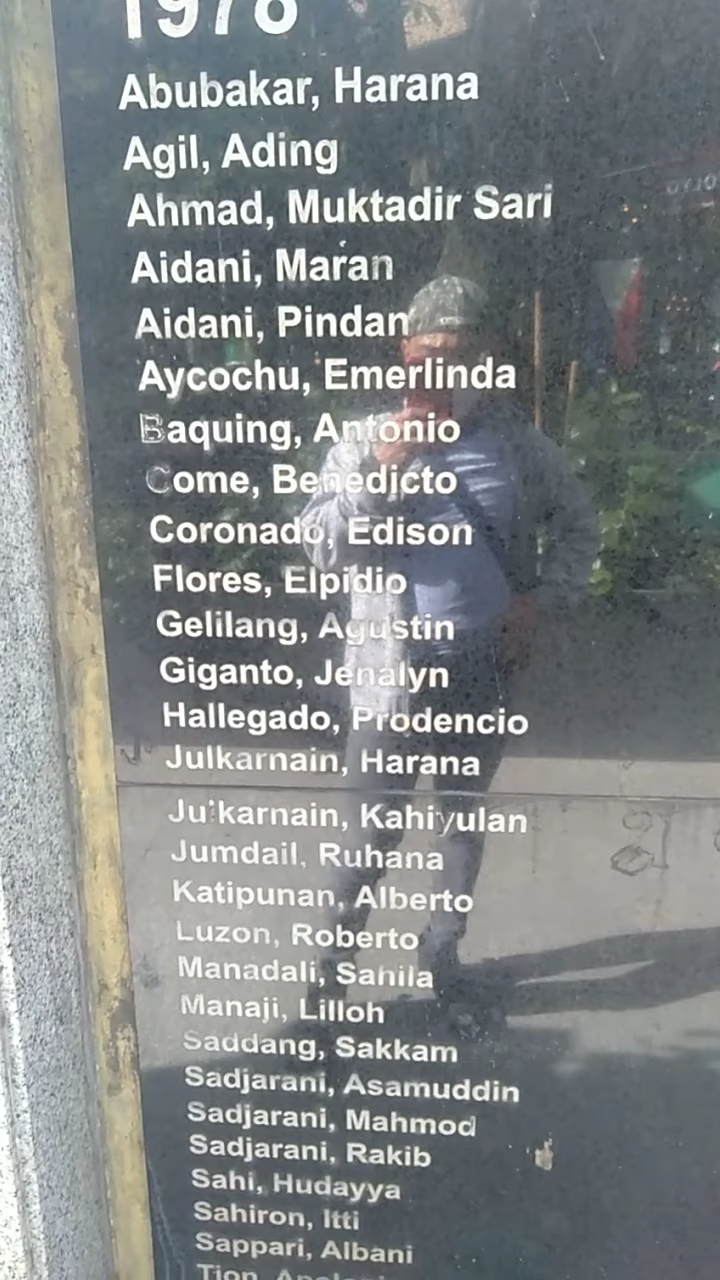 1978
Abubakar, Harana
Agil, Ading
Ahmad, Muktadir Sari
Aidani, Maran
Aidani, Pindan
Aycochu, Emerlinda
Baquing, Antonio
Come, Benedicto
Coronado, Edison
Flores, Elpidio
Gelilang, Agustin
Giganto, Jenalyn
Hallegado, Prodencio
Julkarnain, Harana
Julkarnain, Kahiyulan
Jumdail, Ruhana
Katipunan, Alberto
Luzon, Roberto
Manadali, Sahila
Manaji, Lilloh
Saddang, Sakkam
Sadjarani, Asamuddin
Sadjarani, Mahmod
Sadjarani, Rakib
Sahi, Hudayya
Sahiron, Itti
Sappari, Albani
Tion,